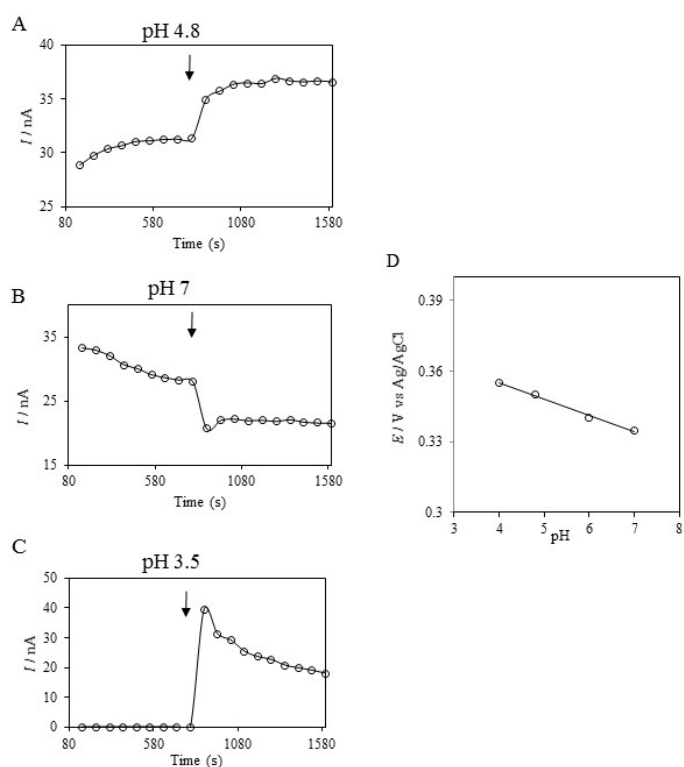 A
pH 4.8
40
35
30
25
I / nA
80 580 1080 1580
Time (s)
B
pH 7
35
25
15
I / nA
80 580 1080 1580
Time (s)
C
pH 3.5
50
40
30
20
10
0
I / nA
80 580 1080 1580
Time (s)
D
0.39
0.36
0.33
0.3
E / V vs Ag/AgCl
3 4 5 6 7 8
pH